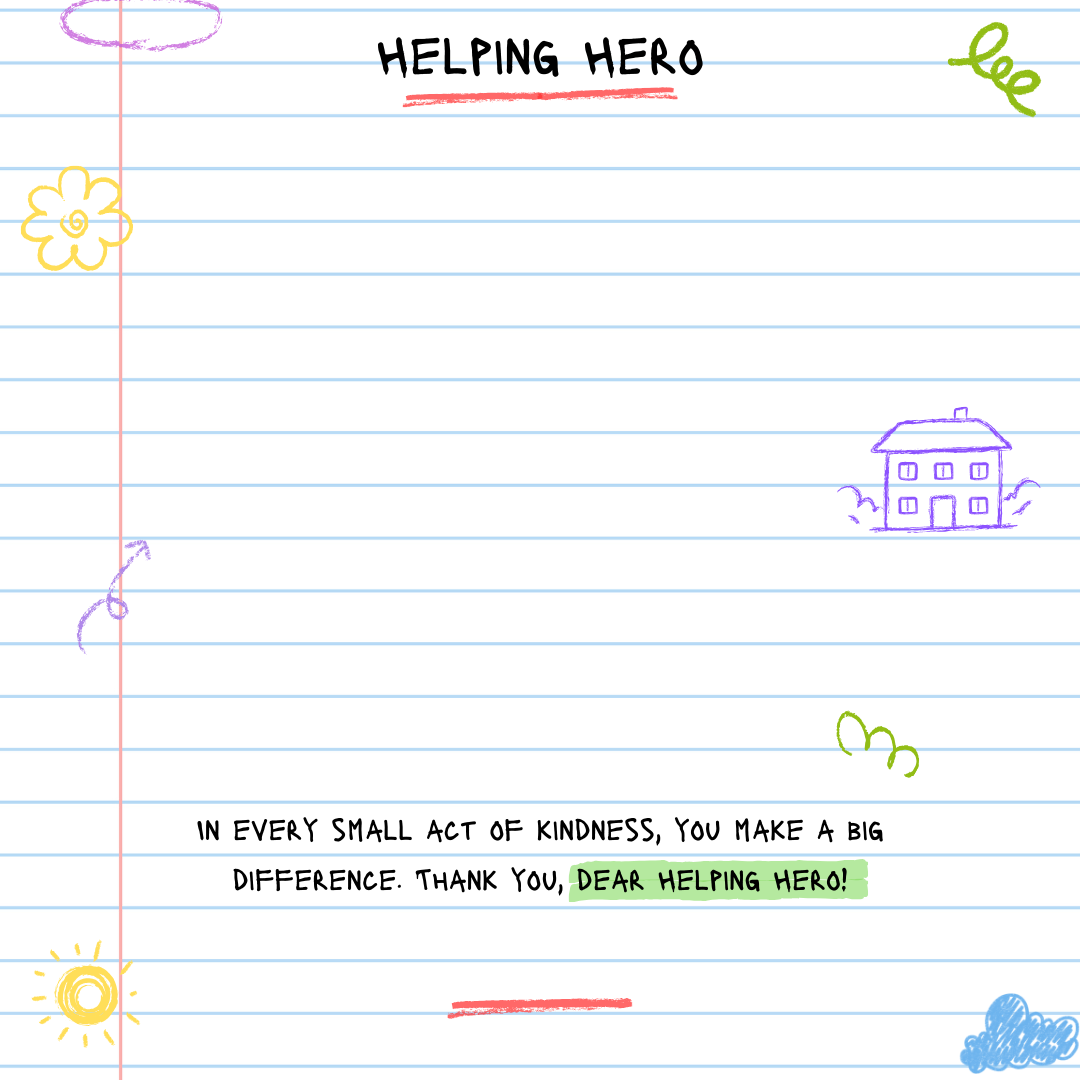 HELPING HERO
IN EVERY SMALL ACT OF KINDNESS, YOU MAKE A BIG
DIFFERENCE. THANK YOU, DEAR HELPING HERO!